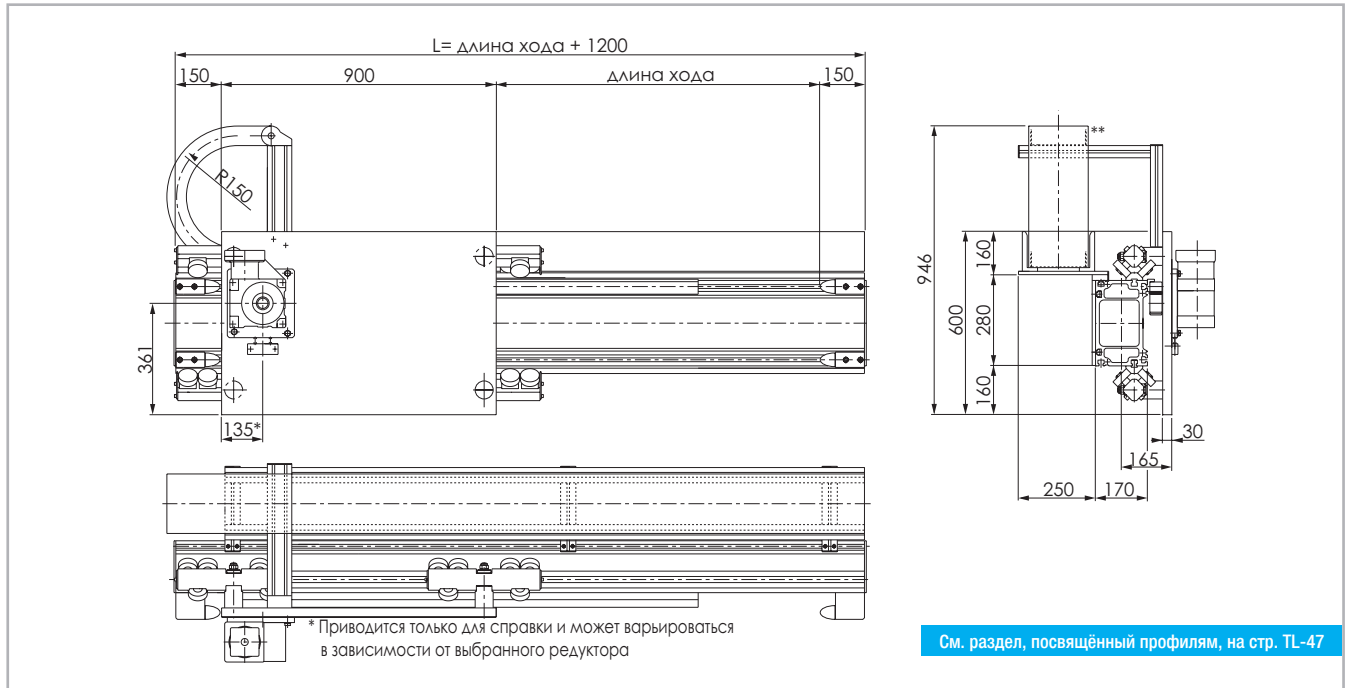 L= длина хода + 1200
150
900
длина хода
150
R150
361
135*
**
946
600
160
280
160
30
165
250
170
* Приводится только для справки и может варьироваться
в зависимости от выбранного редуктора
См. раздел, посвящённый профилям, на стр. TL-47